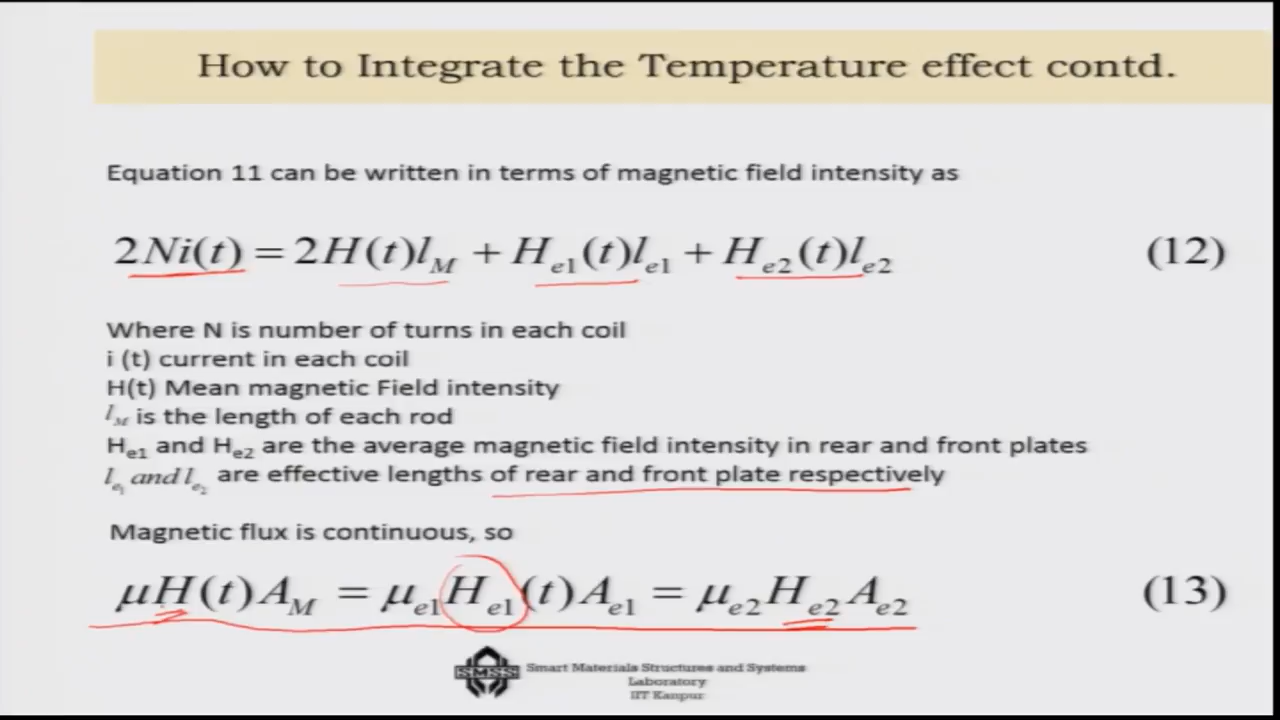 How to Integrate the Temperature effect contd.
Equation 11 can be written in terms of magnetic field intensity as
2Ni(t) = 2H(t)l_M + H_e1(t)l_e1 + H_e2(t)l_e2 (12)
Where N is number of turns in each coil
i (t) current in each coil
H(t) Mean magnetic Field intensity
l_M is the length of each rod
H_e1 and H_e2 are the average magnetic field intensity in rear and front plates
l_e1 and l_e2 are effective lengths of rear and front plate respectively
Magnetic flux is continuous, so
μH(t)A_M = μ_e1H_e1(t)A_e1 = μ_e2H_e2A_e2 (13)
SMSS
Smart Materials Structures and Systems
Laboratory
IIT Kanpur